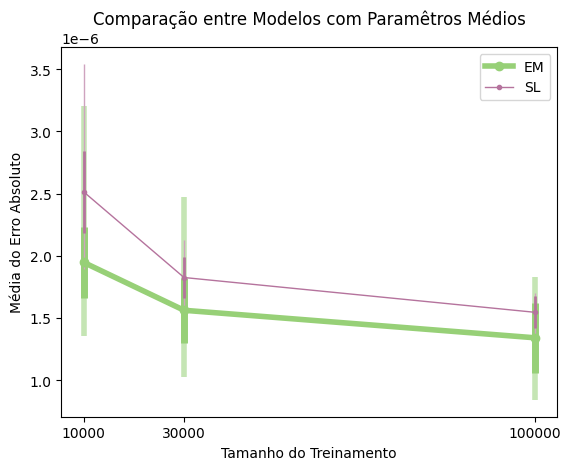 Comparação entre Modelos com Paramêtros Médios
1e−6
EM
SL
3.5
3.0
2.5
2.0
1.5
1.0
Média do Erro Absoluto
10000 30000 100000
Tamanho do Treinamento